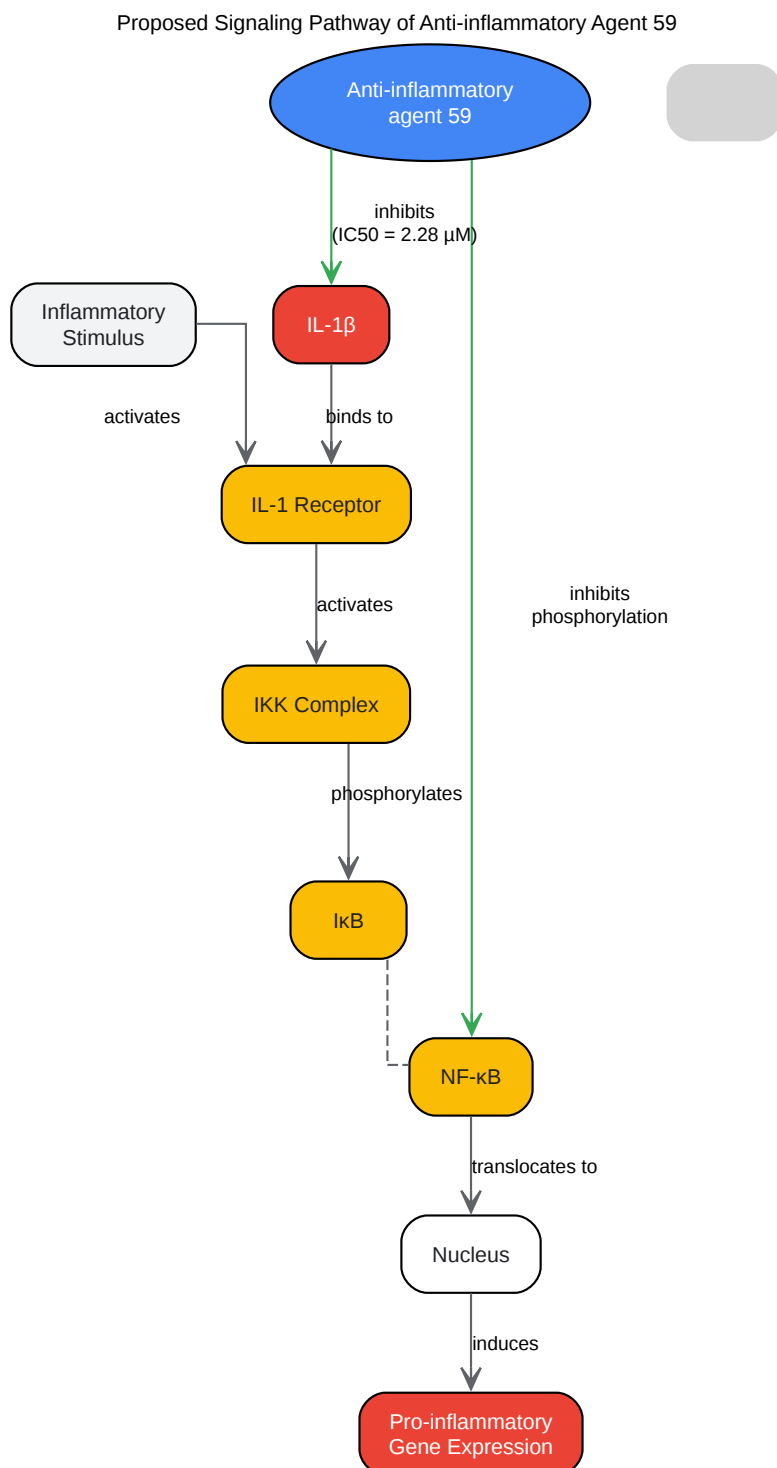 Proposed Signaling Pathway of Anti-inflammatory Agent 59
Anti-inflammatory
agent 59
inhibits
(IC50 = 2.28 µM)
Inflammatory
Stimulus
IL-1β
activates
binds to
IL-1 Receptor
activates
inhibits
phosphorylation
IKK Complex
phosphorylates
IκB
NF-κB
translocates to
Nucleus
induces
Pro-inflammatory
Gene Expression